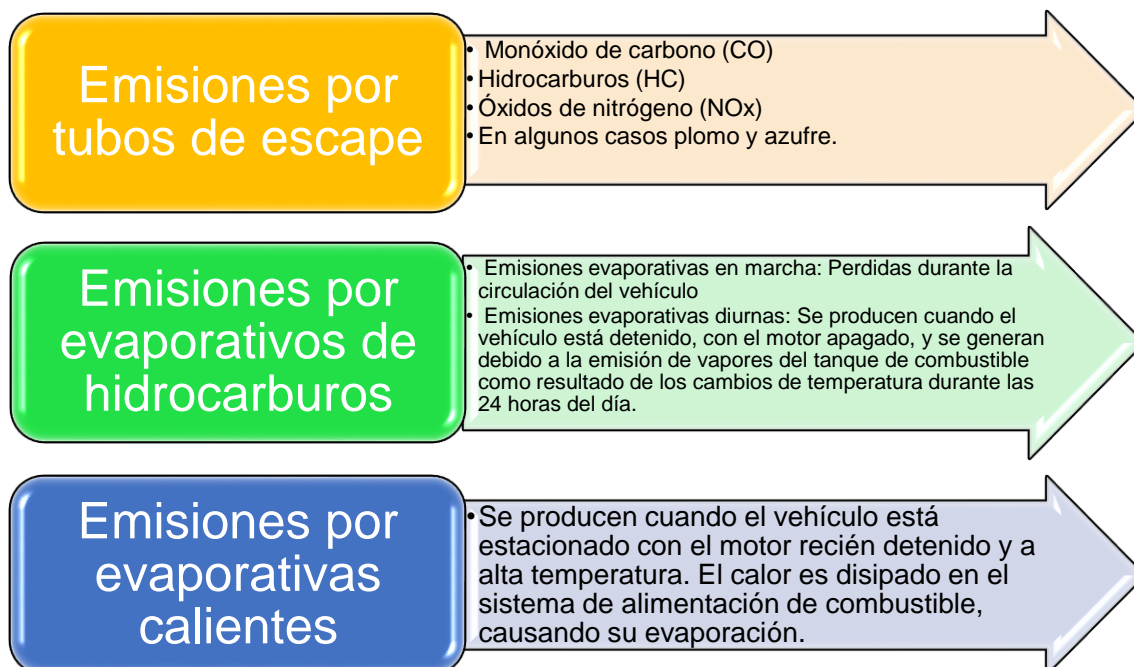 Emisiones por
tubos de escape
• Monóxido de carbono (CO)
• Hidrocarburos (HC)
• Óxidos de nitrógeno (NOx)
• En algunos casos plomo y azufre.
Emisiones por
evaporativos de
hidrocarburos
• Emisiones evaporativas en marcha: Perdidas durante la
circulación del vehículo
• Emisiones evaporativas diurnas: Se producen cuando el
vehículo está detenido, con el motor apagado, y se generan
debido a la emisión de vapores del tanque de combustible
como resultado de los cambios de temperatura durante las
24 horas del día.
Emisiones por
evaporativas
calientes
• Se producen cuando el vehículo está
estacionado con el motor recién detenido y a
alta temperatura. El calor es disipado en el
sistema de alimentación de combustible,
causando su evaporación.